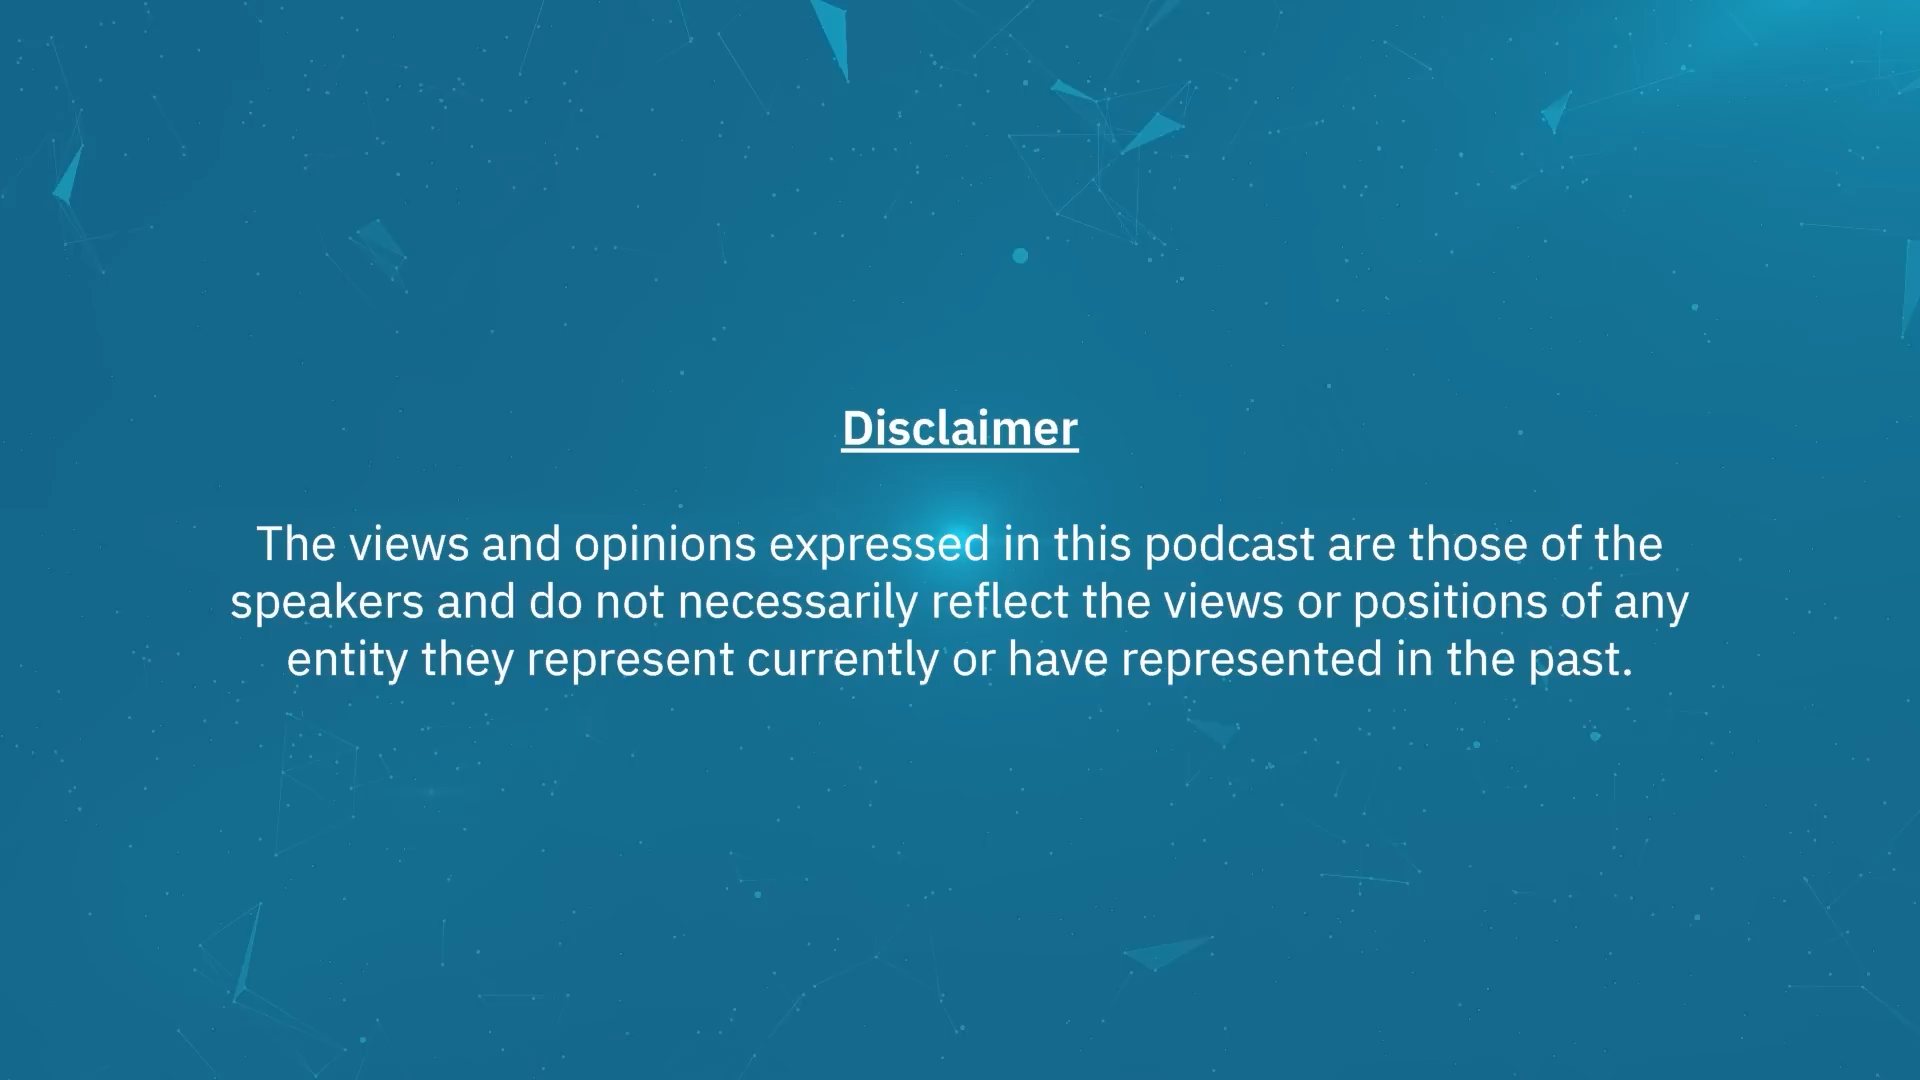 Disclaimer
The views and opinions expressed in this podcast are those of the
speakers and do not necessarily reflect the views or positions of any
entity they represent currently or have represented in the past.